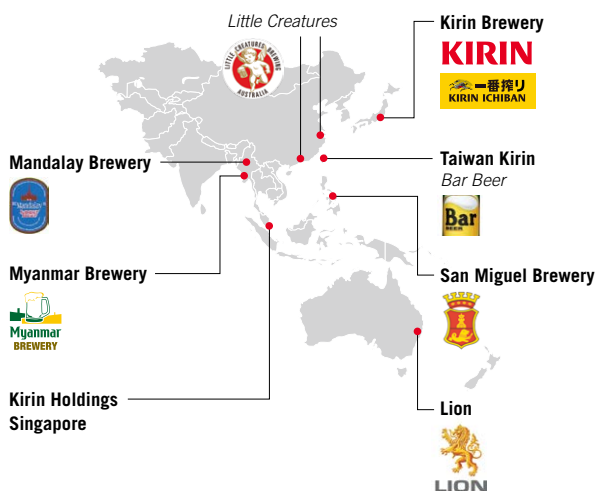 Little Creatures
LITTLE CREATURES BREWING
AUSTRALIA
Kirin Brewery
KIRIN
一番搾り
KIRIN ICHIBAN
Mandalay Brewery
Mandalay
Taiwan Kirin
Bar Beer
Bar
BEER
Myanmar Brewery
Myanmar
BREWERY
San Miguel Brewery
Kirin Holdings
Singapore
Lion
LION